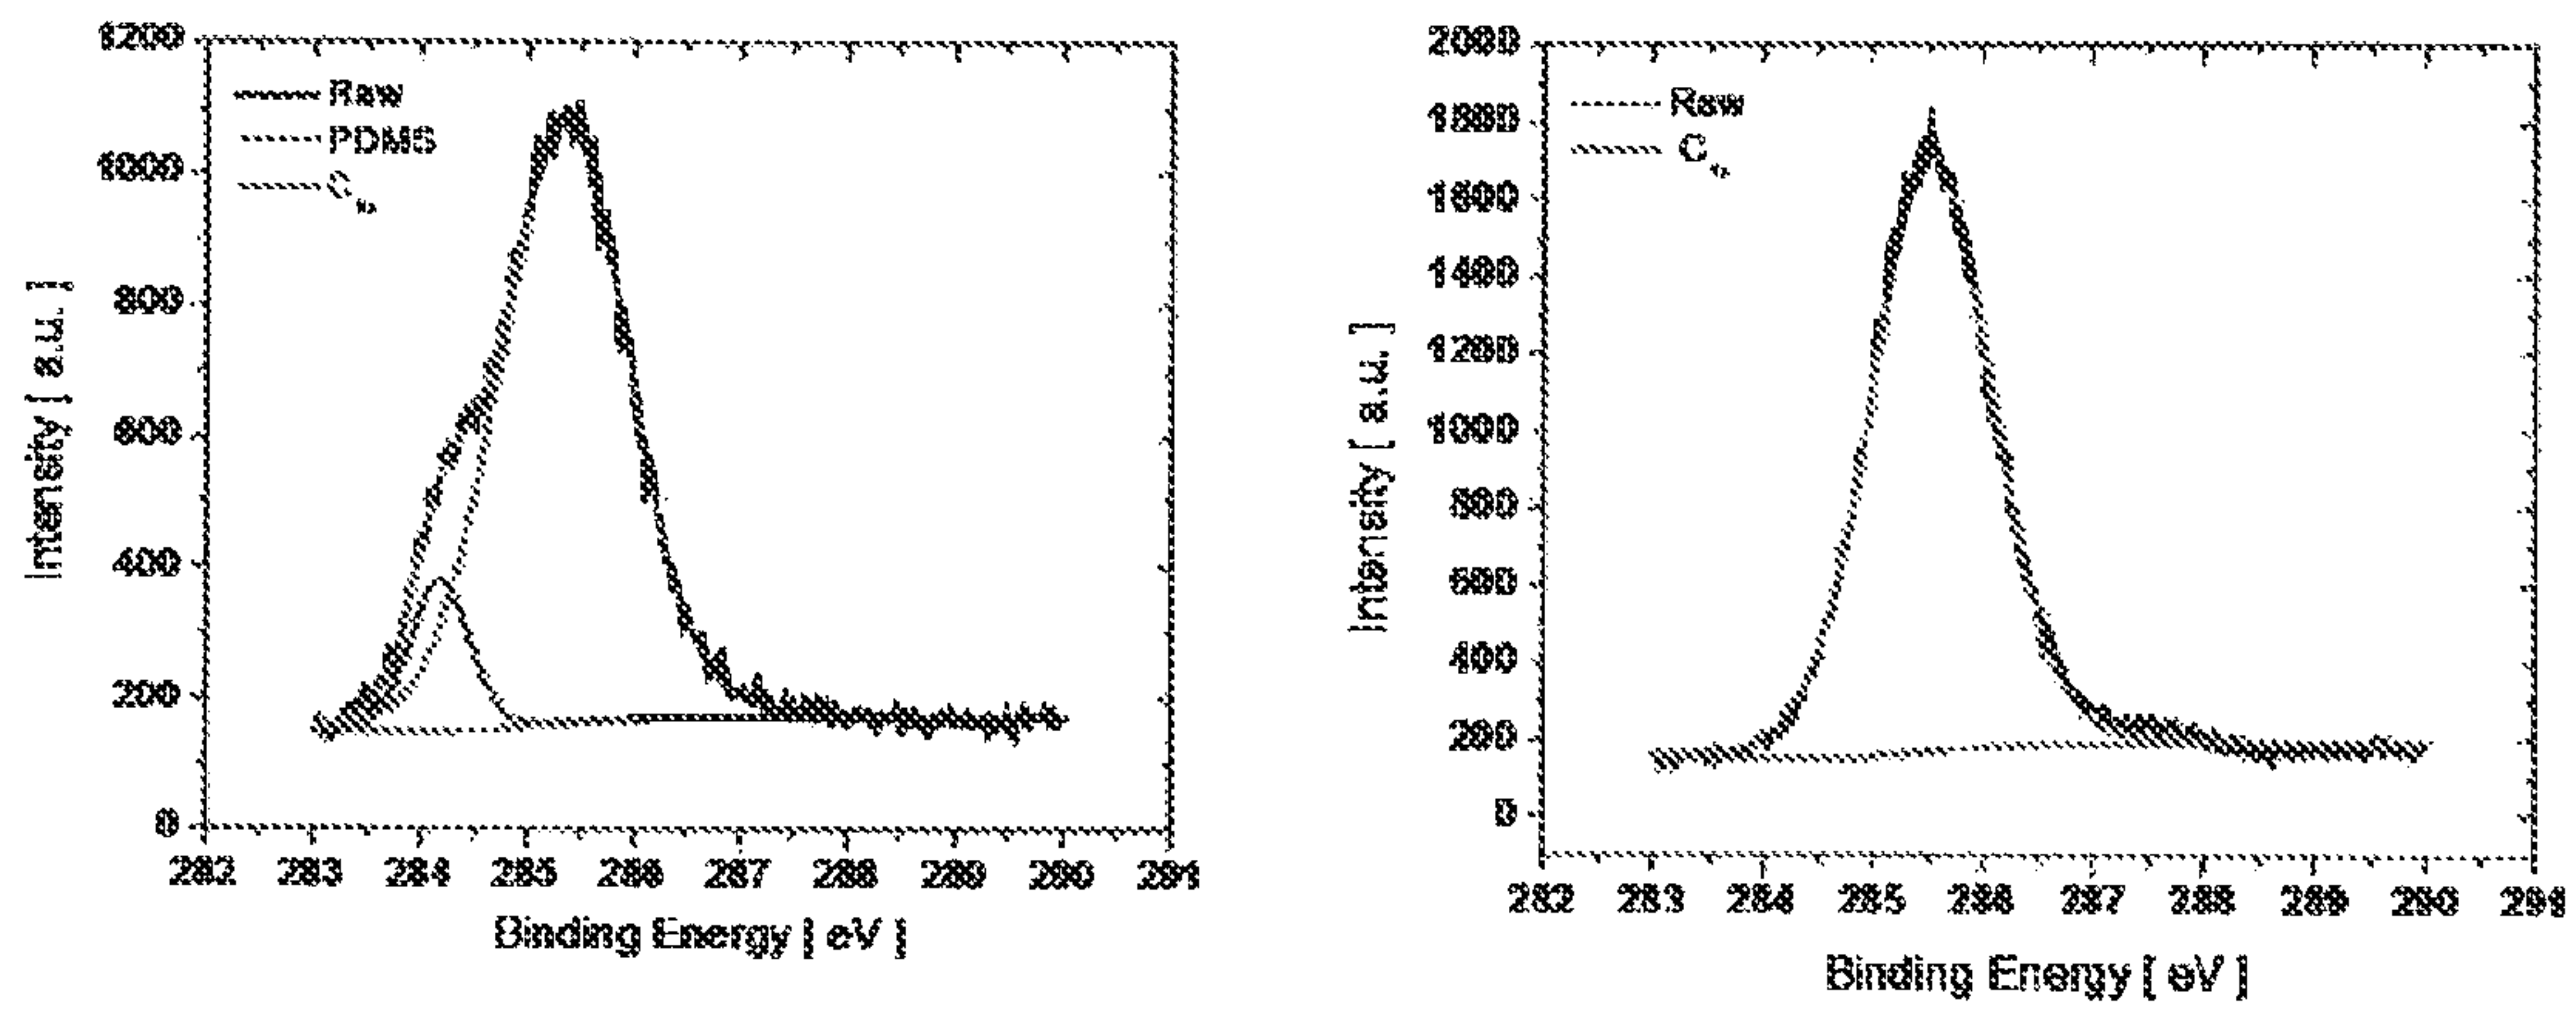 1200
1000
800
600
400
200
0
Raw
PDMS
C
282 283 284 285 286 287 288 289 290 291
Intensity [ a.u. ]
Binding Energy [ eV ]
2000
1800
1600
1400
1200
1000
800
600
400
200
0
Raw
C
282 283 284 285 286 287 288 289 290 291
Intensity [ a.u. ]
Binding Energy [ eV ]